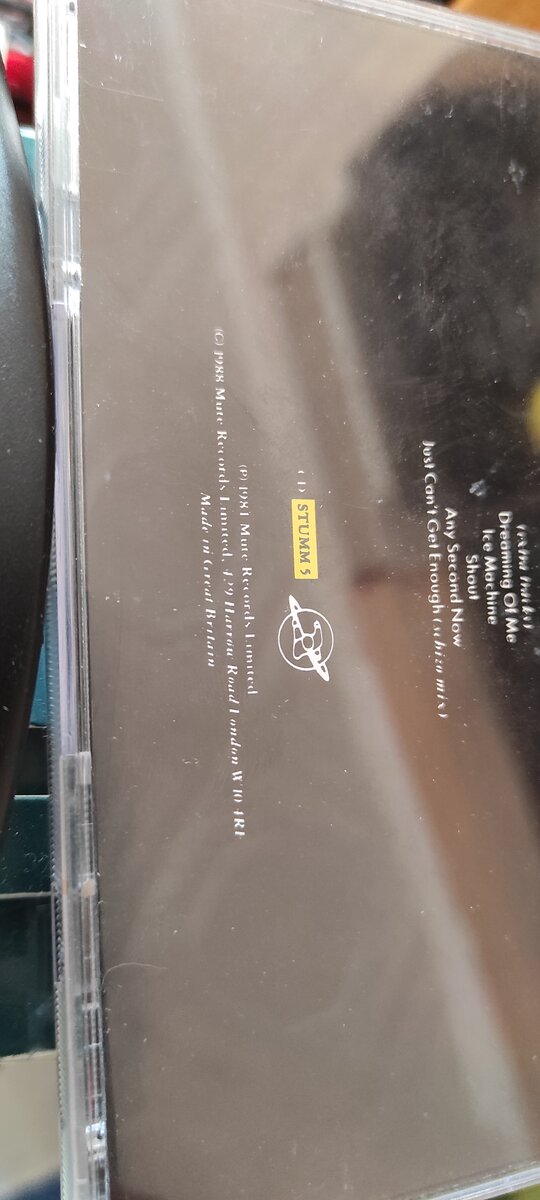 (extra tracks)
Dreaming Of Me
Ice Machine
Shout
Any Second Now
Just Can't Get Enough (schizo mix)
CD STUMM 5
(P) 1981 Mute Records Limited
(C) 1988 Mute Records Limited, 429 Harrow Road London W10 4RE
Made in Great Britain